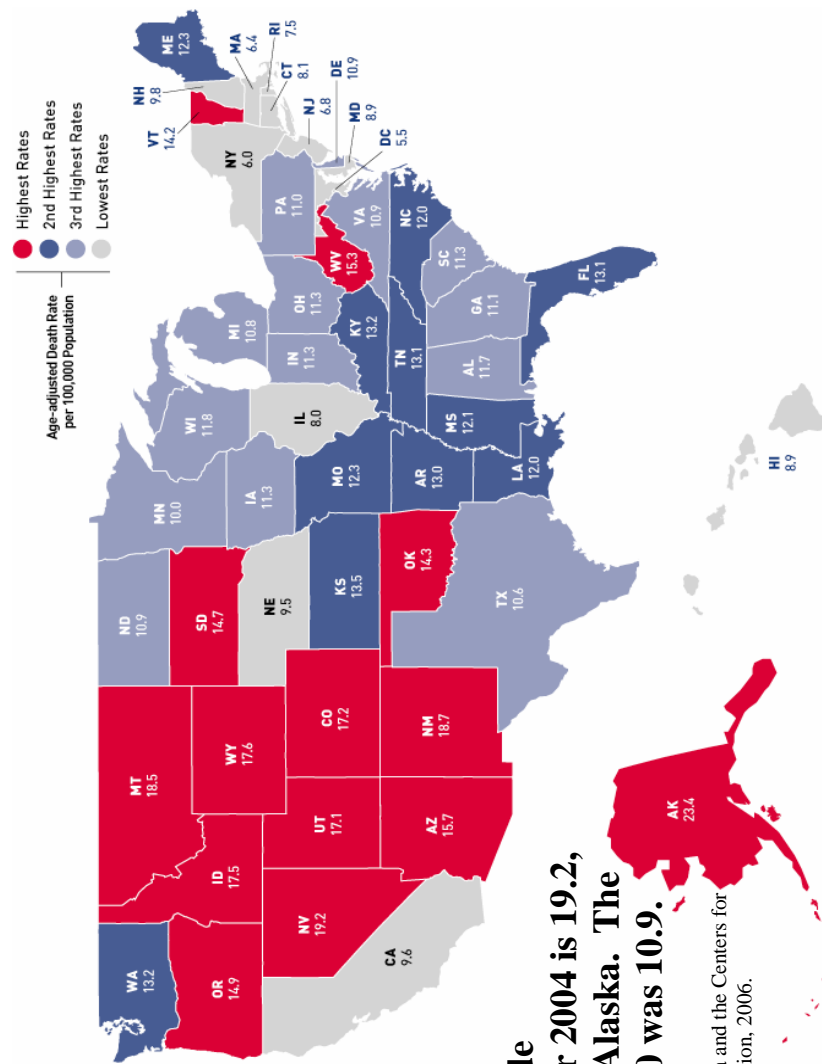 Age-adjusted Death Rate
per 100,000 Population
Highest Rates
2nd Highest Rates
3rd Highest Rates
Lowest Rates
WA
13.2
OR
14.9
CA
9.6
NV
19.2
ID
17.5
MT
18.5
WY
17.6
UT
17.1
AZ
15.7
CO
17.2
NM
18.7
ND
10.9
SD
14.7
NE
9.5
KS
13.5
OK
14.3
TX
10.6
MN
10.0
IA
11.3
MO
12.3
AR
13.0
LA
12.0
WI
11.8
IL
8.0
MS
12.1
MI
10.8
IN
11.3
OH
11.3
KY
13.2
TN
13.1
AL
11.7
GA
11.1
FL
13.1
SC
11.3
NC
12.0
VA
10.9
WV
15.3
PA
11.0
NY
6.0
VT
14.2
NH
9.8
ME
12.3
MA
6.4
RI
7.5
CT
8.1
NJ
6.8
DE
10.9
MD
8.9
DC
5.5
AK
23.4
HI
8.9
de
r 2004 is 19.2,
Alaska. The
0 was 10.9.
and the Centers for
ion, 2006.